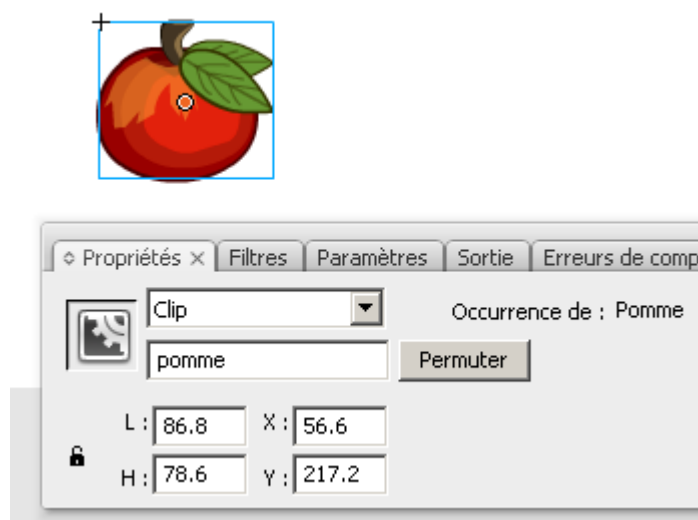 Propriétés × Filtres Paramètres Sortie Erreurs de comp
Clip Occurrence de : Pomme
pomme Permuter
L : 86.8 X : 56.6
H : 78.6 Y : 217.2